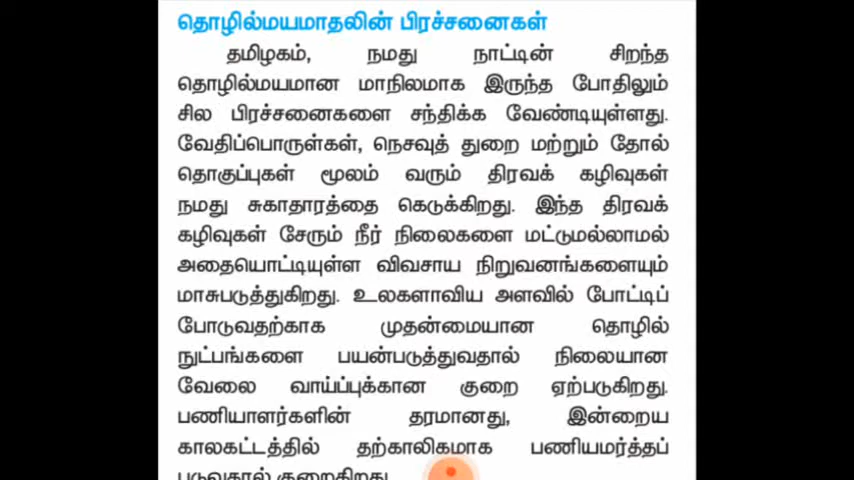 தொழில்மயமாதலின் பிரச்சனைகள்
தமிழகம், நமது நாட்டின் சிறந்த
தொழில்மயமான மாநிலமாக இருந்த போதிலும்
சில பிரச்சனைகளை சந்திக்க வேண்டியுள்ளது.
வேதிப்பொருள்கள், நெசவுத் துறை மற்றும் தோல்
தொகுப்புகள் மூலம் வரும் திரவக் கழிவுகள்
நமது சுகாதாரத்தை கெடுக்கிறது. இந்த திரவக்
கழிவுகள் சேரும் நீர் நிலைகளை மட்டுமல்லாமல்
அதையொட்டியுள்ள விவசாய நிறுவனங்களையும்
மாசுபடுத்துகிறது. உலகளாவிய அளவில் போட்டிப்
போடுவதற்காக முதன்மையான தொழில்
நுட்பங்களை பயன்படுத்துவதால் நிலையான
வேலை வாய்ப்புக்கான குறை ஏற்படுகிறது.
பணியாளர்களின் தரமானது, இன்றைய
காலகட்டத்தில் தற்காலிகமாக பணியமர்த்தப்
படுவதால் குறைகிறது.